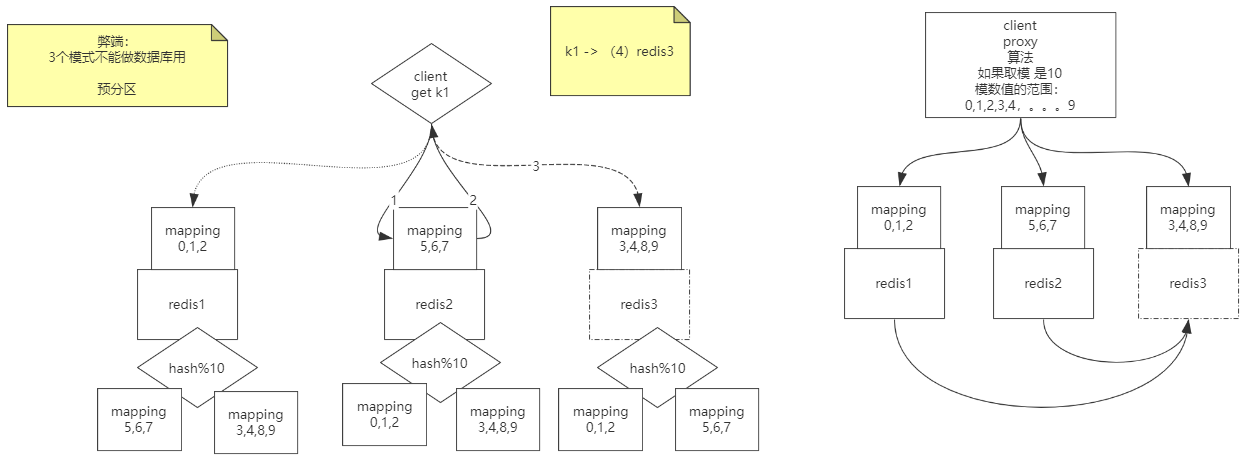 弊端：
3个模式不能做数据库用
预分区
k1 -> （4）redis3
client
get k1
1
2
3
mapping
0,1,2
redis1
hash%10
mapping
5,6,7
mapping
3,4,8,9
mapping
5,6,7
redis2
hash%10
mapping
0,1,2
mapping
3,4,8,9
mapping
3,4,8,9
redis3
hash%10
mapping
0,1,2
mapping
5,6,7
client
proxy
算法
如果取模 是10
模数值的范围：
0,1,2,3,4，。。。9
mapping
0,1,2
redis1
mapping
5,6,7
redis2
mapping
3,4,8,9
redis3